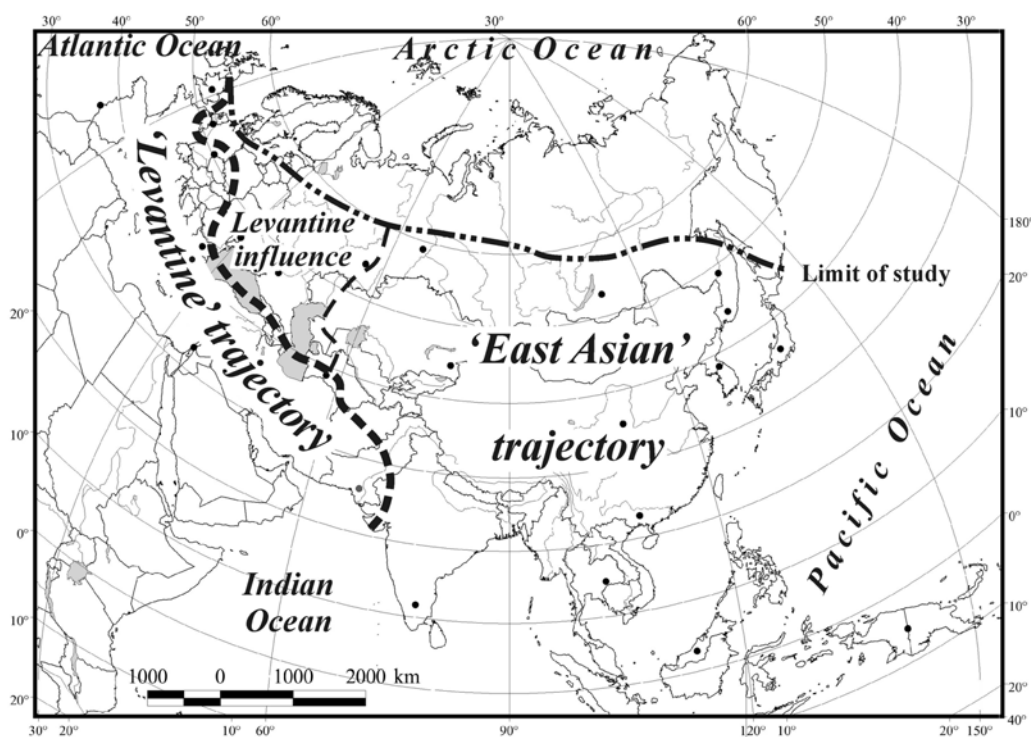 30° 40° 50° 60° 30° 60° 50° 40° 30°
Atlantic Ocean
Arctic Ocean
'Levantine' trajectory
Levantine
influence
180°
20°
Limit of study
20°
'East Asian'
trajectory
Pacific Ocean
10°
10°
0°
0°
Indian
Ocean
10°
10°
1000 0 1000 2000 km
20°
40°
30° 20° 10° 60° 90° 120° 10° 20° 150°